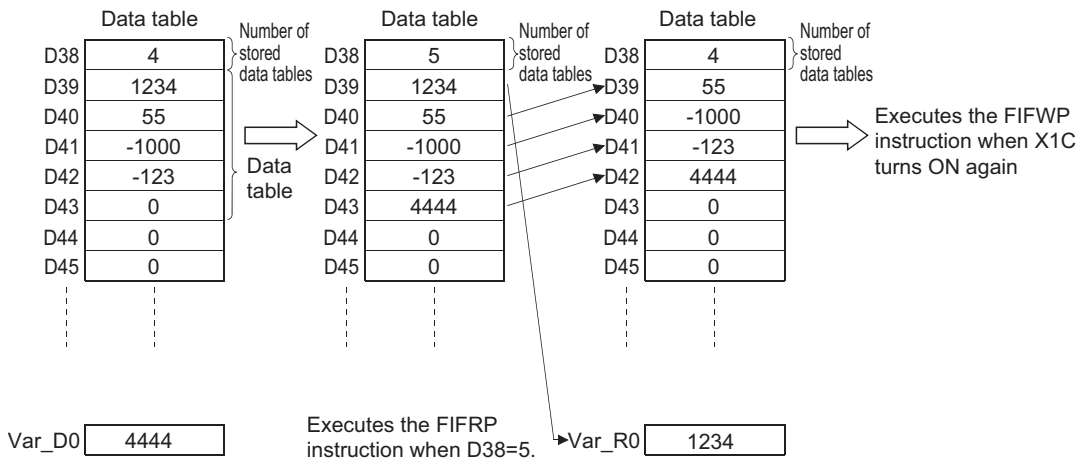 Data table
Number of
stored
data tables
D38 4
D39 1234
D40 55
D41 -1000
D42 -123
D43 0
D44 0
D45 0
Data
table
Var_D0 4444
Data table
Number of
stored
data tables
D38 5
D39 1234
D40 55
D41 -1000
D42 -123
D43 4444
D44 0
D45 0
Executes the FIFRP
instruction when D38=5.
Data table
Number of
stored
data tables
D38 4
D39 55
D40 -1000
D41 -123
D42 4444
D43 0
D44 0
D45 0
Var_R0 1234
Executes the FIFWP
instruction when X1C
turns ON again